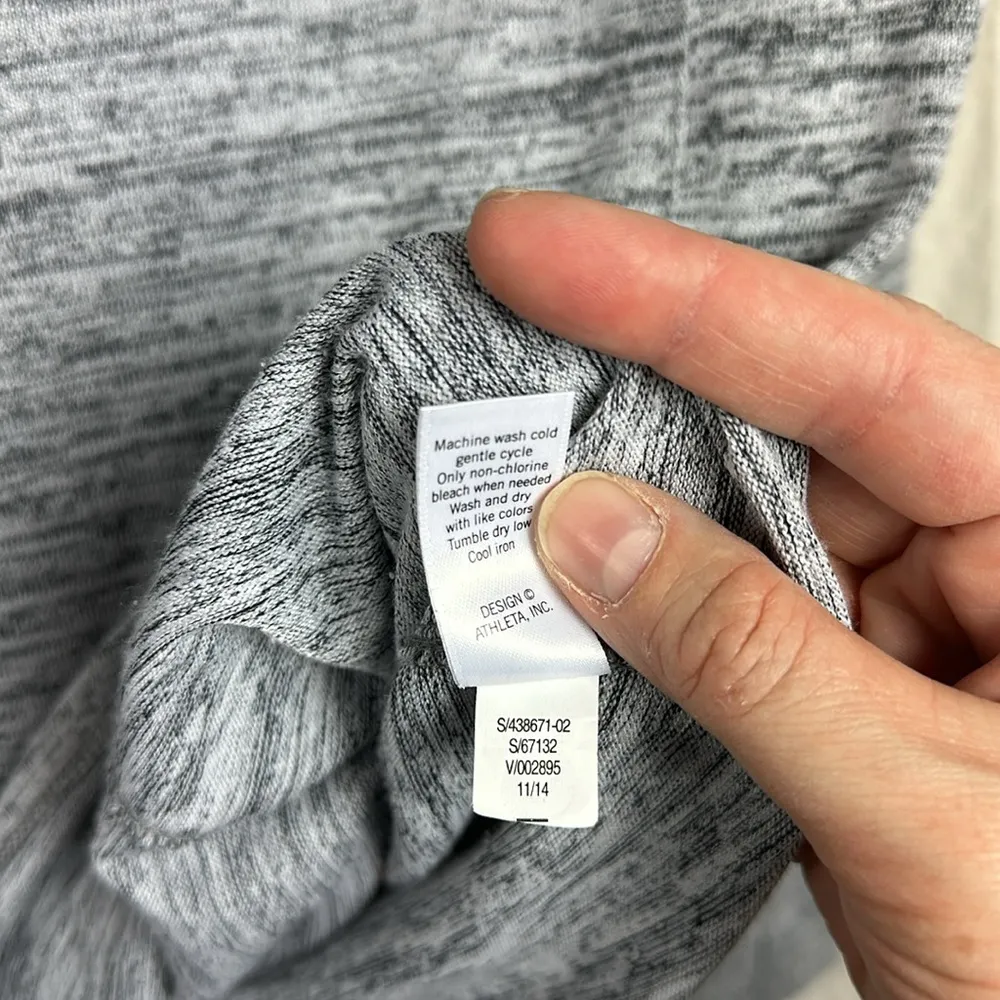 Machine wash cold
gentle cycle
Only non-chlorine
bleach when needed
Wash and dry
with like colors
Tumble dry low
Cool iron
DESIGN ©
ATHLETA, INC.
S/438671-02
S/67132
V/002895
11/14